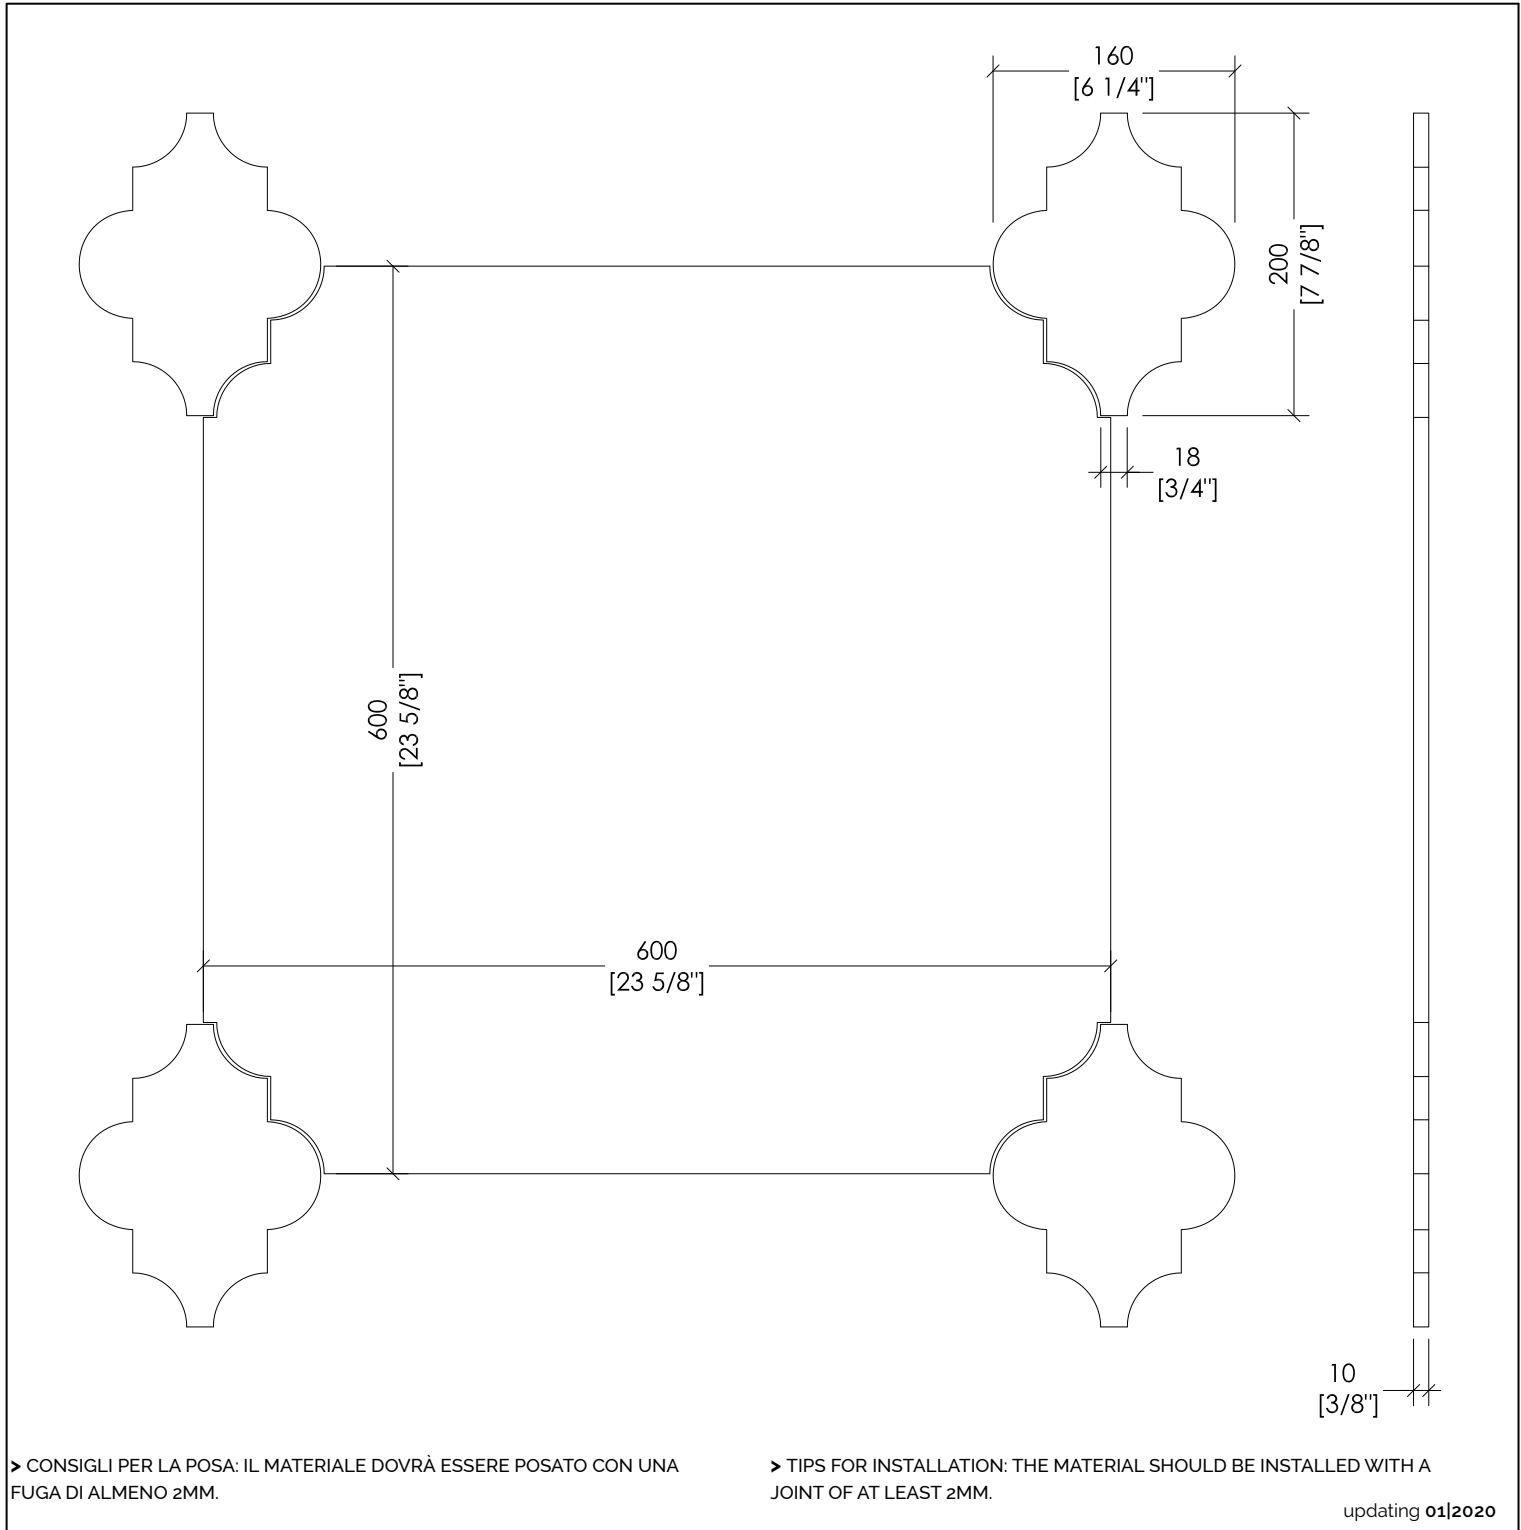 160
[6 1/4"]
200
[7 7/8"]
18
[3/4"]
600
[23 5/8"]
600
[23 5/8"]
10
[3/8"]
> CONSIGLI PER LA POSA: IL MATERIALE DOVRÀ ESSERE POSATO CON UNA
FUGA DI ALMENO 2MM.
> TIPS FOR INSTALLATION: THE MATERIAL SHOULD BE INSTALLED WITH A
JOINT OF AT LEAST 2MM.
updating 01|2020